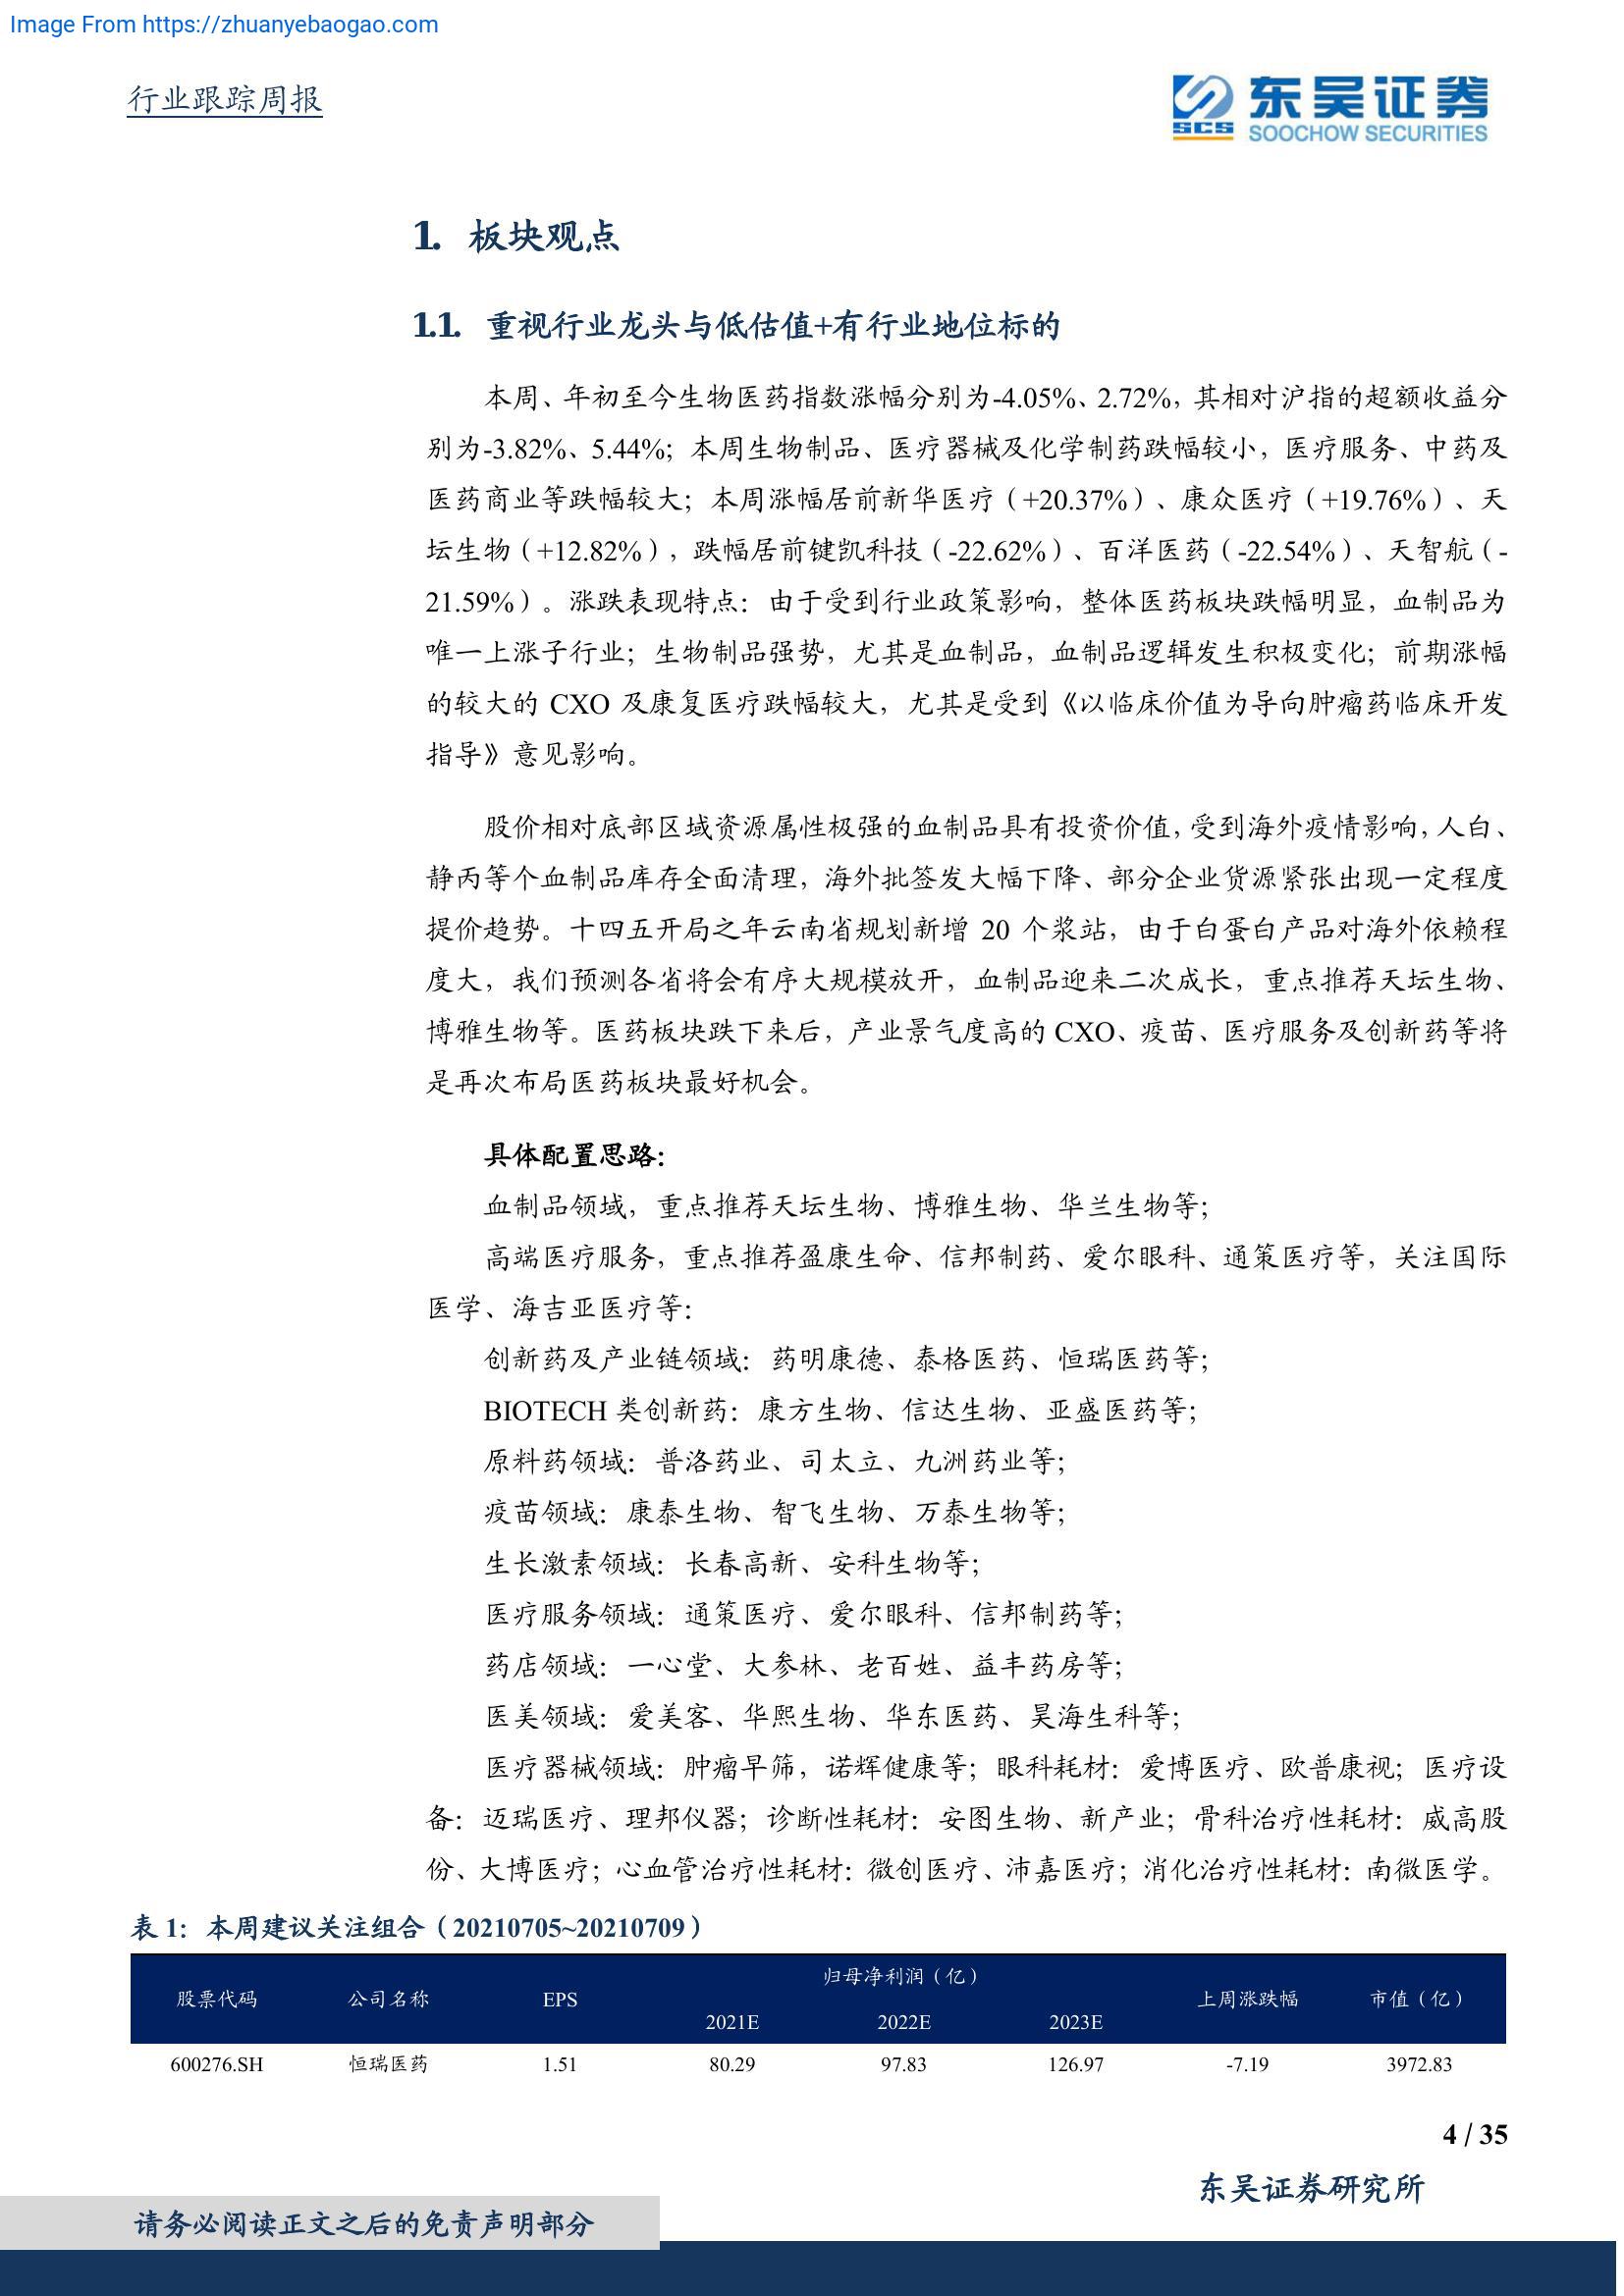 Image From https://zhuanyebaogao.com
行业跟踪周报
SCS
东吴证券
SOOCHOW SECURITIES
1. 板块观点
1.1. 重视行业龙头与低估值+有行业地位标的
本周、年初至今生物医药指数涨幅分别为-4.05%、2.72%，其相对沪指的超额收益分
别为-3.82%、5.44%；本周生物制品、医疗器械及化学制药跌幅较小，医疗服务、中药及
医药商业等跌幅较大；本周涨幅居前新华医疗（+20.37%）、康众医疗（+19.76%）、天
坛生物（+12.82%），跌幅居前键凯科技（-22.62%）、百洋医药（-22.54%）、天智航（-
21.59%）。涨跌表现特点：由于受到行业政策影响，整体医药板块跌幅明显，血制品为
唯一上涨子行业；生物制品强势，尤其是血制品，血制品逻辑发生积极变化；前期涨幅
的较大的 CXO 及康复医疗跌幅较大，尤其是受到《以临床价值为导向肿瘤药临床开发
指导》意见影响。
股价相对底部区域资源属性极强的血制品具有投资价值，受到海外疫情影响，人白、
静丙等个血制品库存全面清理，海外批签发大幅下降、部分企业货源紧张出现一定程度
提价趋势。十四五开局之年云南省规划新增 20 个浆站，由于白蛋白产品对海外依赖程
度大，我们预测各省将会有序大规模放开，血制品迎来二次成长，重点推荐天坛生物、
博雅生物等。医药板块跌下来后，产业景气度高的 CXO、疫苗、医疗服务及创新药等将
是再次布局医药板块最好机会。
具体配置思路：
血制品领域，重点推荐天坛生物、博雅生物、华兰生物等；
高端医疗服务，重点推荐盈康生命、信邦制药、爱尔眼科、通策医疗等，关注国际
医学、海吉亚医疗等：
创新药及产业链领域：药明康德、泰格医药、恒瑞医药等；
BIOTECH 类创新药：康方生物、信达生物、亚盛医药等；
原料药领域：普洛药业、司太立、九洲药业等；
疫苗领域：康泰生物、智飞生物、万泰生物等；
生长激素领域：长春高新、安科生物等；
医疗服务领域：通策医疗、爱尔眼科、信邦制药等；
药店领域：一心堂、大参林、老百姓、益丰药房等；
医美领域：爱美客、华熙生物、华东医药、昊海生科等；
医疗器械领域：肿瘤早筛，诺辉健康等；眼科耗材：爱博医疗、欧普康视；医疗设
备：迈瑞医疗、理邦仪器；诊断性耗材：安图生物、新产业；骨科治疗性耗材：威高股
份、大博医疗；心血管治疗性耗材：微创医疗、沛嘉医疗；消化治疗性耗材：南微医学。
表 1：本周建议关注组合（20210705~20210709）
股票代码 公司名称 EPS 归母净利润（亿） 上周涨跌幅 市值（亿）
2021E 2022E 2023E
600276.SH 恒瑞医药 1.51 80.29 97.83 126.97 -7.19 3972.83
4 / 35
东吴证券研究所
请务必阅读正文之后的免责声明部分